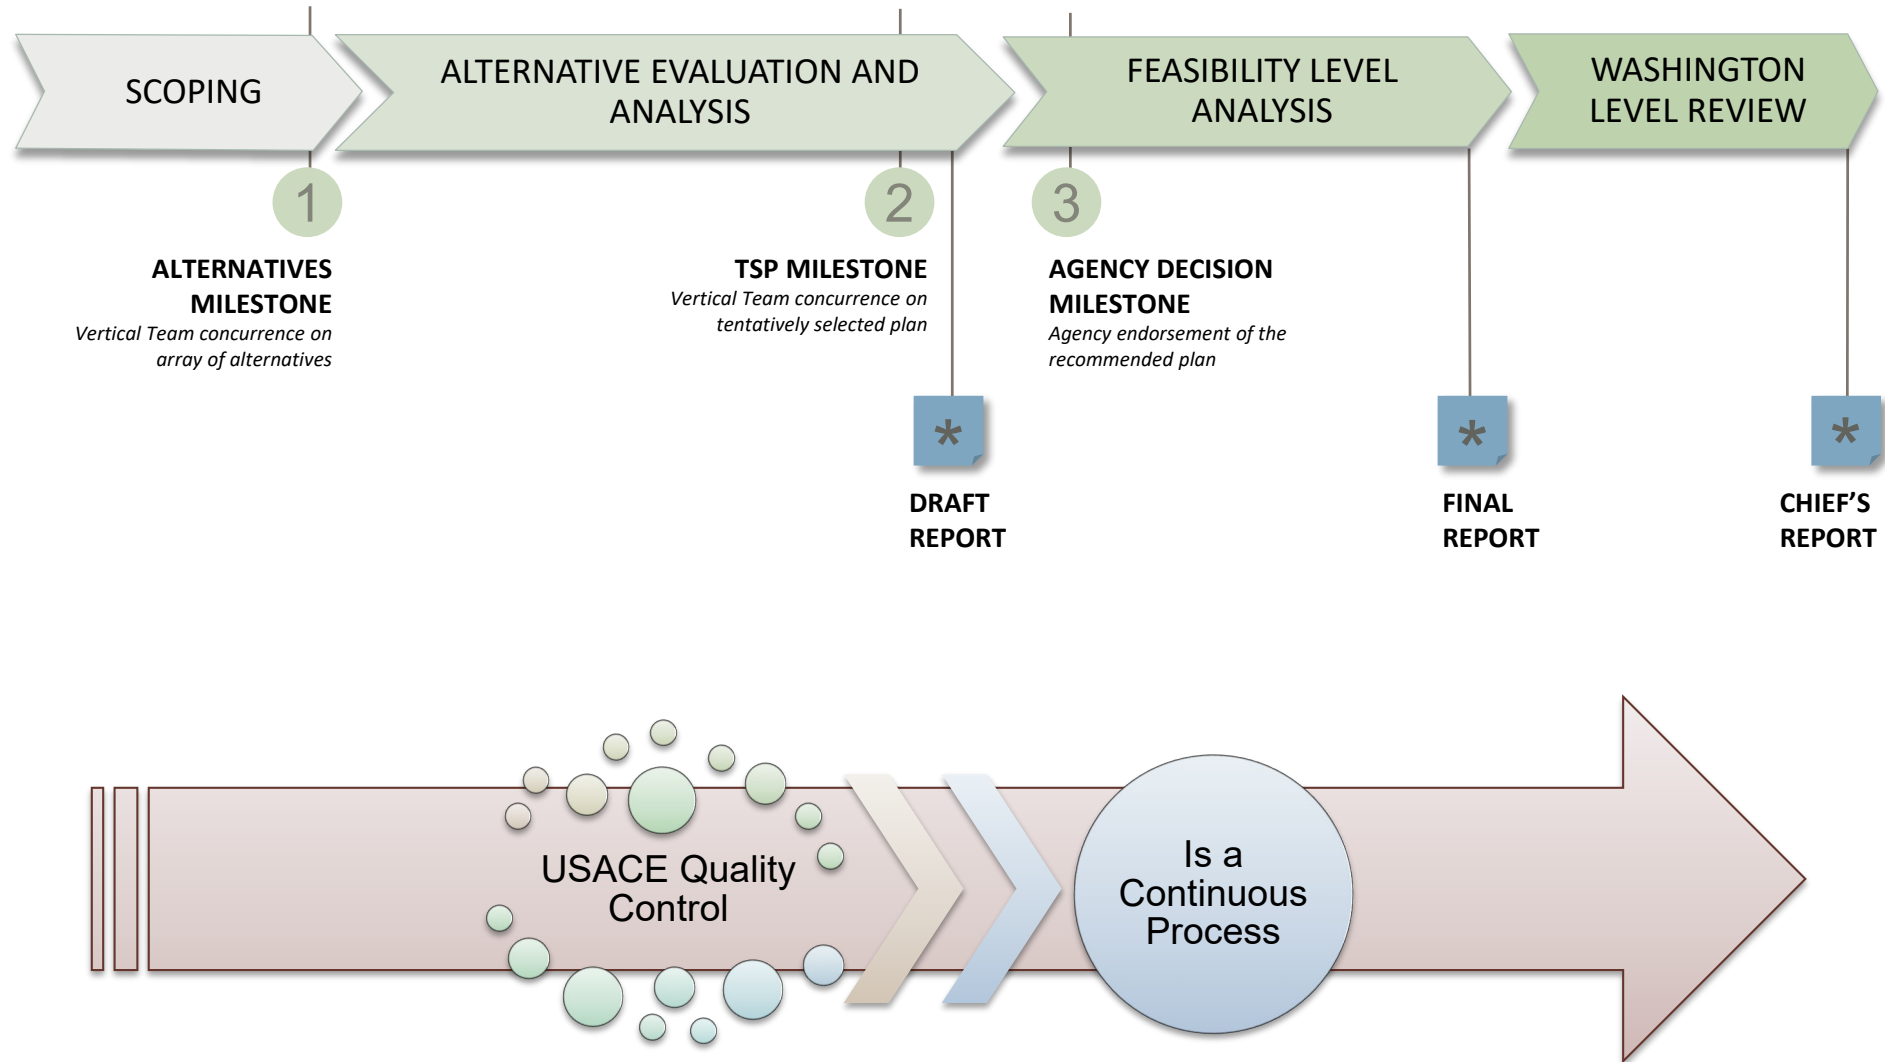 SCOPING
ALTERNATIVE EVALUATION AND
ANALYSIS
FEASIBILITY LEVEL
ANALYSIS
WASHINGTON
LEVEL REVIEW
1
2
3
ALTERNATIVES
MILESTONE
Vertical Team concurrence on
array of alternatives
TSP MILESTONE
Vertical Team concurrence on
tentatively selected plan
AGENCY DECISION
MILESTONE
Agency endorsement of the
recommended plan
*
*
*
DRAFT
REPORT
FINAL
REPORT
CHIEF’S
REPORT
USACE Quality
Control
Is a
Continuous
Process